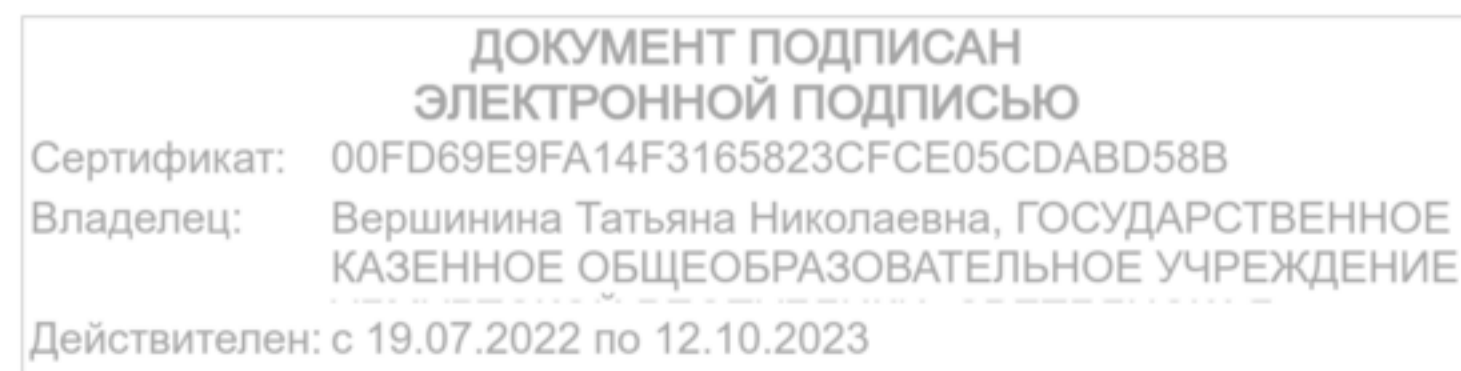 ДОКУМЕНТ ПОДПИСАН
ЭЛЕКТРОННОЙ ПОДПИСЬЮ
Сертификат: 00FD69E9FA14F3165823CFCE05CDABD58B
Владелец: Вершинина Татьяна Николаевна, ГОСУДАРСТВЕННОЕ
КАЗЕННОЕ ОБЩЕОБРАЗОВАТЕЛЬНОЕ УЧРЕЖДЕНИЕ
Действителен: с 19.07.2022 по 12.10.2023